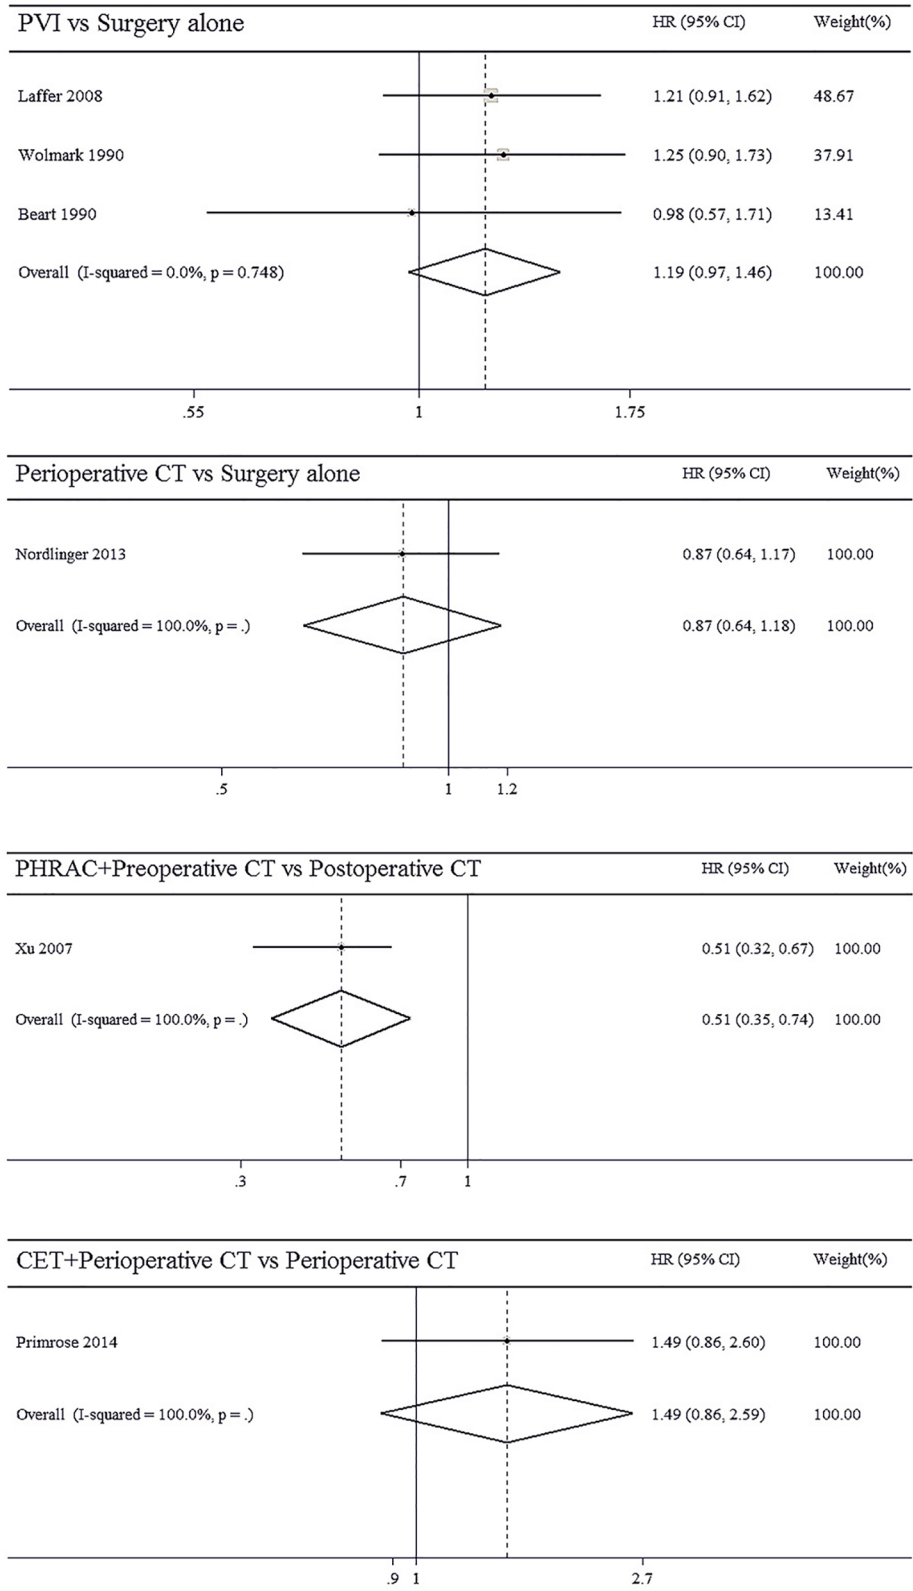 PVI vs Surgery alone HR (95% CI) Weight(%)
Laffer 2008 1.21 (0.91, 1.62) 48.67
Wolmark 1990 1.25 (0.90, 1.73) 37.91
Beart 1990 0.98 (0.57, 1.71) 13.41
Overall (I-squared = 0.0%, p = 0.748) 1.19 (0.97, 1.46) 100.00
.55 1 1.75
Perioperative CT vs Surgery alone HR (95% CI) Weight(%)
Nordlinger 2013 0.87 (0.64, 1.17) 100.00
Overall (I-squared = 100.0%, p = .) 0.87 (0.64, 1.18) 100.00
.5 1 1.2
PHRAC+Preoperative CT vs Postoperative CT HR (95% CI) Weight(%)
Xu 2007 0.51 (0.32, 0.67) 100.00
Overall (I-squared = 100.0%, p = .) 0.51 (0.35, 0.74) 100.00
.3 .7 1
CET+Perioperative CT vs Perioperative CT HR (95% CI) Weight(%)
Primrose 2014 1.49 (0.86, 2.60) 100.00
Overall (I-squared = 100.0%, p = .) 1.49 (0.86, 2.59) 100.00
.9 1 2.7